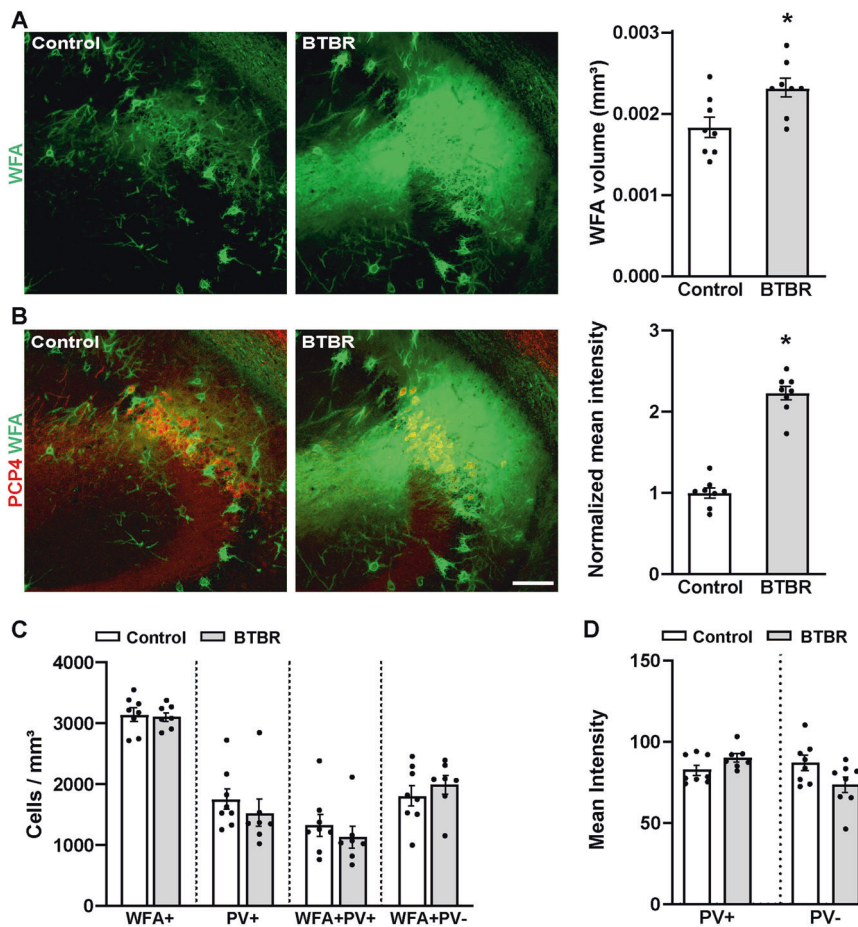 A
Control
BTBR
WFA
WFA volume (mm³)
0.003
0.002
0.001
0.000
*
Control
BTBR
B
Control
BTBR
PCP4 WFA
Normalized mean intensity
3
2
1
0
*
Control
BTBR
C
Control
BTBR
Cells / mm³
4000
3000
2000
1000
0
WFA+
PV+
WFA+PV+
WFA+PV-
D
Control
BTBR
Mean Intensity
150
100
50
0
PV+
PV-